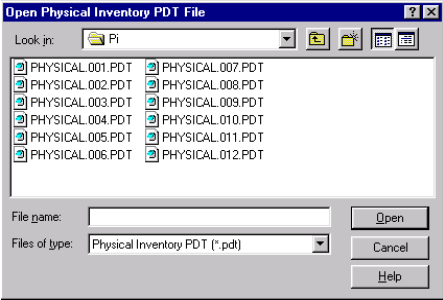 Open Physical Inventory PDT File
Look in: Pi
PHYSICAL.001.PDT PHYSICAL.007.PDT
PHYSICAL.002.PDT PHYSICAL.008.PDT
PHYSICAL.003.PDT PHYSICAL.009.PDT
PHYSICAL.004.PDT PHYSICAL.010.PDT
PHYSICAL.005.PDT PHYSICAL.011.PDT
PHYSICAL.006.PDT PHYSICAL.012.PDT
File name: Open
Files of type: Physical Inventory PDT (*.pdt) Cancel
Help